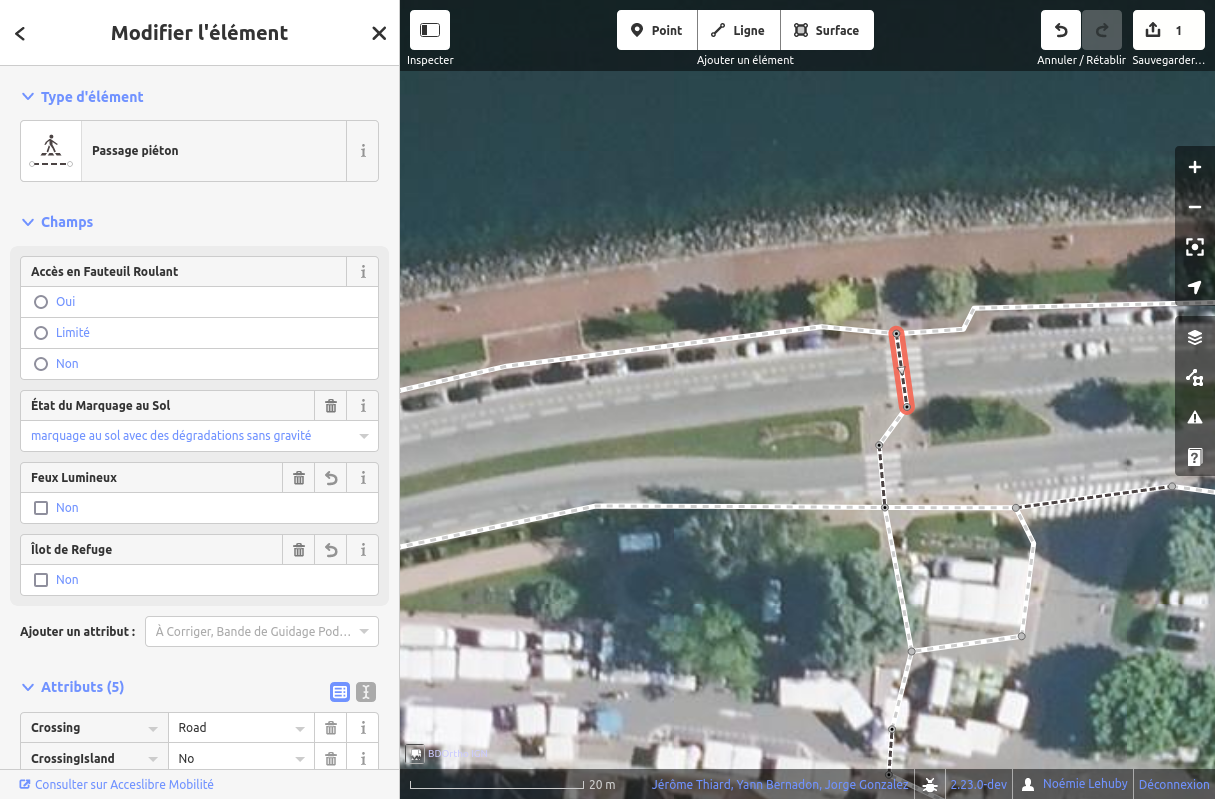 Modifier l'élément
Inspecter
Point
Ligne
Surface
Ajouter un élément
Annuler / Rétablir
1
Sauvegarder…
Type d'élément
Passage piéton
Champs
Accès en Fauteuil Roulant
Oui
Limité
Non
État du Marquage au Sol
marquage au sol avec des dégradations sans gravité
Feux Lumineux
Non
Îlot de Refuge
Non
Ajouter un attribut :
À Corriger, Bande de Guidage Pod…
Attributs (5)
Crossing
Road
CrossingIsland
No
Consulter sur Acceslibre Mobilité
20 m
Jérôme Thiard, Yann Bernadon, Jorge Gonzalez
2.23.0-dev
Noémie Lehuby
Déconnexion